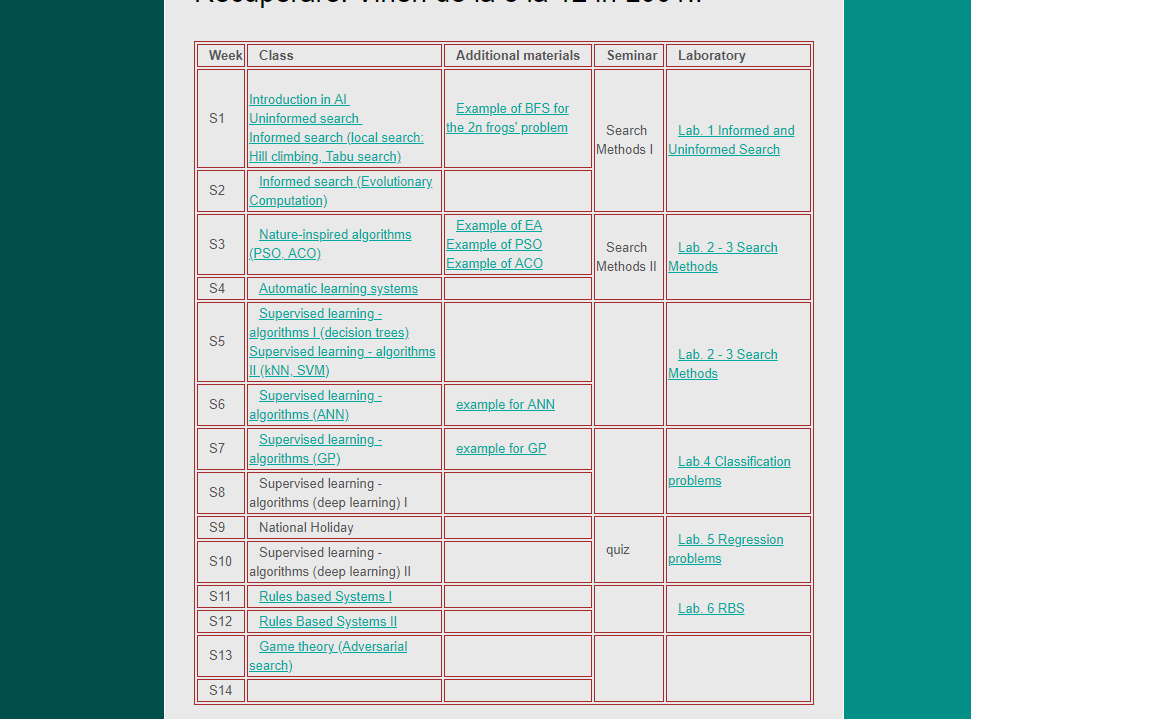 Week Class Additional materials Seminar Laboratory
S1
Introduction in AI
Uninformed search
Informed search (local search:
Hill climbing, Tabu search)
Example of BFS for
the 2n frogs' problem
Search
Methods I
Lab. 1 Informed and
Uninformed Search
S2
Informed search (Evolutionary
Computation)
S3
Nature-inspired algorithms
(PSO, ACO)
Example of EA
Example of PSO
Example of ACO
Search
Methods II
Lab. 2 - 3 Search
Methods
S4
Automatic learning systems
S5
Supervised learning -
algorithms I (decision trees)
Supervised learning - algorithms
II (kNN, SVM)
Lab. 2 - 3 Search
Methods
S6
Supervised learning -
algorithms (ANN)
example for ANN
S7
Supervised learning -
algorithms (GP)
example for GP
Lab.4 Classification
problems
S8
Supervised learning -
algorithms (deep learning) I
S9
National Holiday
quiz
Lab. 5 Regression
problems
S10
Supervised learning -
algorithms (deep learning) II
S11
Rules based Systems I
Lab. 6 RBS
S12
Rules Based Systems II
S13
Game theory (Adversarial
search)
S14